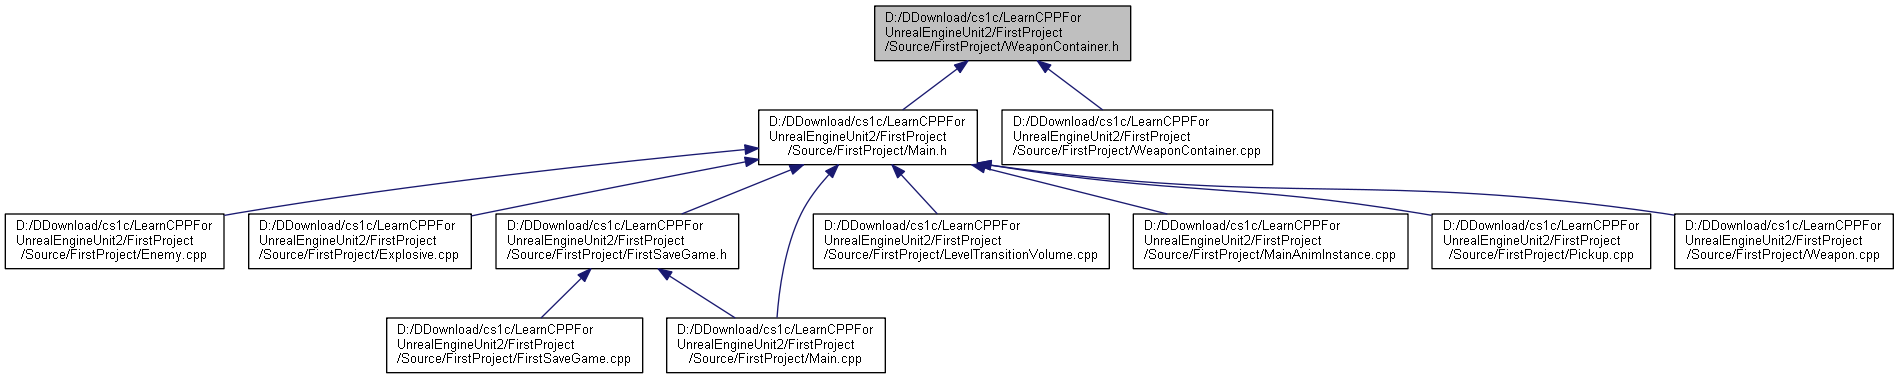 D:/DDownload/cs1c/LearnCPPFor
UnrealEngineUnit2/FirstProject
/Source/FirstProject/WeaponContainer.h
D:/DDownload/cs1c/LearnCPPFor
UnrealEngineUnit2/FirstProject
/Source/FirstProject/Main.h
D:/DDownload/cs1c/LearnCPPFor
UnrealEngineUnit2/FirstProject
/Source/FirstProject/WeaponContainer.cpp
D:/DDownload/cs1c/LearnCPPFor
UnrealEngineUnit2/FirstProject
/Source/FirstProject/Enemy.cpp
D:/DDownload/cs1c/LearnCPPFor
UnrealEngineUnit2/FirstProject
/Source/FirstProject/Explosive.cpp
D:/DDownload/cs1c/LearnCPPFor
UnrealEngineUnit2/FirstProject
/Source/FirstProject/FirstSaveGame.h
D:/DDownload/cs1c/LearnCPPFor
UnrealEngineUnit2/FirstProject
/Source/FirstProject/LevelTransitionVolume.cpp
D:/DDownload/cs1c/LearnCPPFor
UnrealEngineUnit2/FirstProject
/Source/FirstProject/MainAnimInstance.cpp
D:/DDownload/cs1c/LearnCPPFor
UnrealEngineUnit2/FirstProject
/Source/FirstProject/Pickup.cpp
D:/DDownload/cs1c/LearnCPPFor
UnrealEngineUnit2/FirstProject
/Source/FirstProject/Weapon.cpp
D:/DDownload/cs1c/LearnCPPFor
UnrealEngineUnit2/FirstProject
/Source/FirstProject/FirstSaveGame.cpp
D:/DDownload/cs1c/LearnCPPFor
UnrealEngineUnit2/FirstProject
/Source/FirstProject/Main.cpp